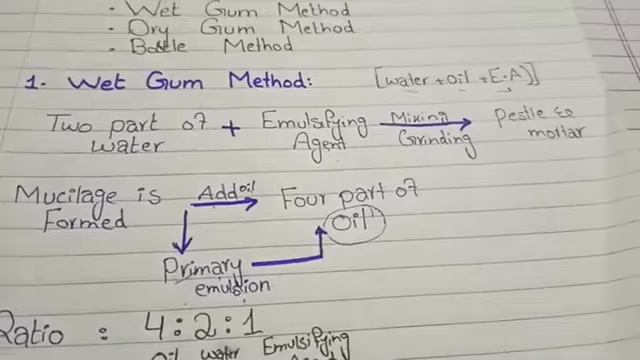 - Wet Gum Method
- Dry Gum Method
- Bottle Method
1. Wet Gum Method: [water + oil + E.A)]
Two part of water + Emulsifying Agent Mixing Grinding Pestle & mortar
Mucilage is Formed Add oil Four part of Oil
Primary emulsion
Ratio : 4:2:1
Oil water Emulsifying